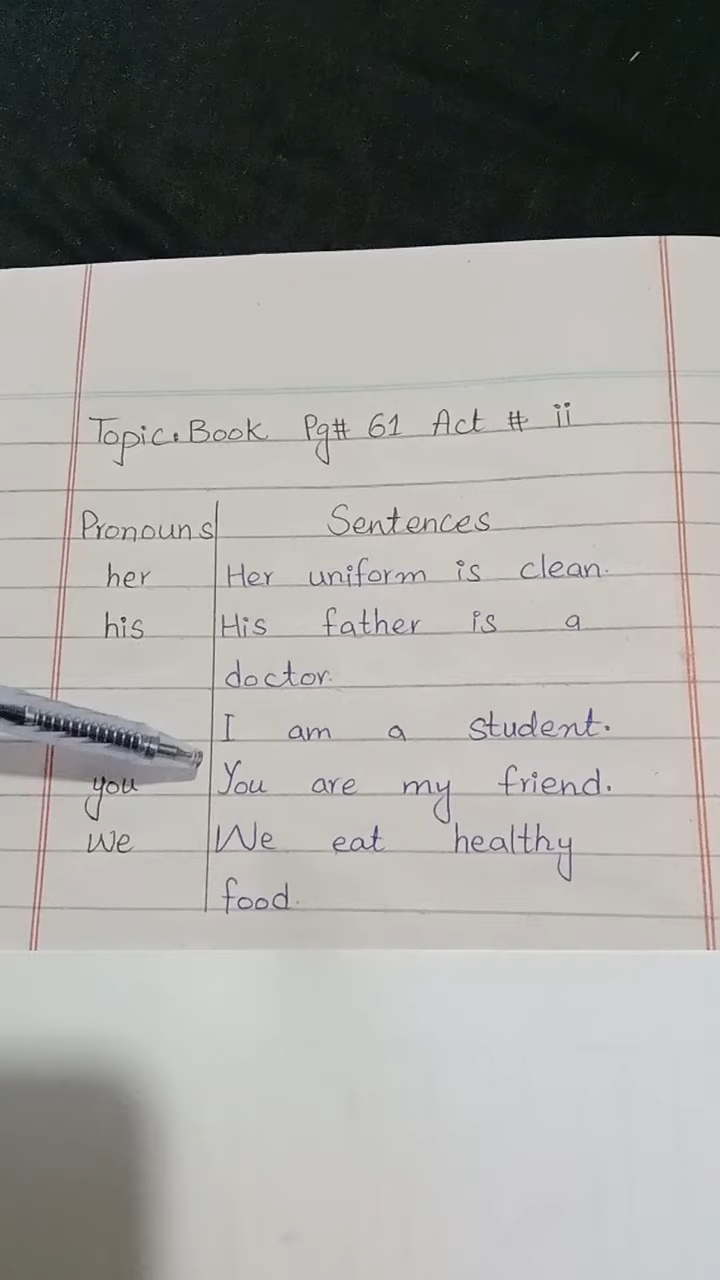 Topic. Book Pg# 61 Act # ii
Pronouns Sentences
her Her uniform is clean.
his His father is a
doctor.
I am a student.
you You are my friend.
We We eat healthy
food.